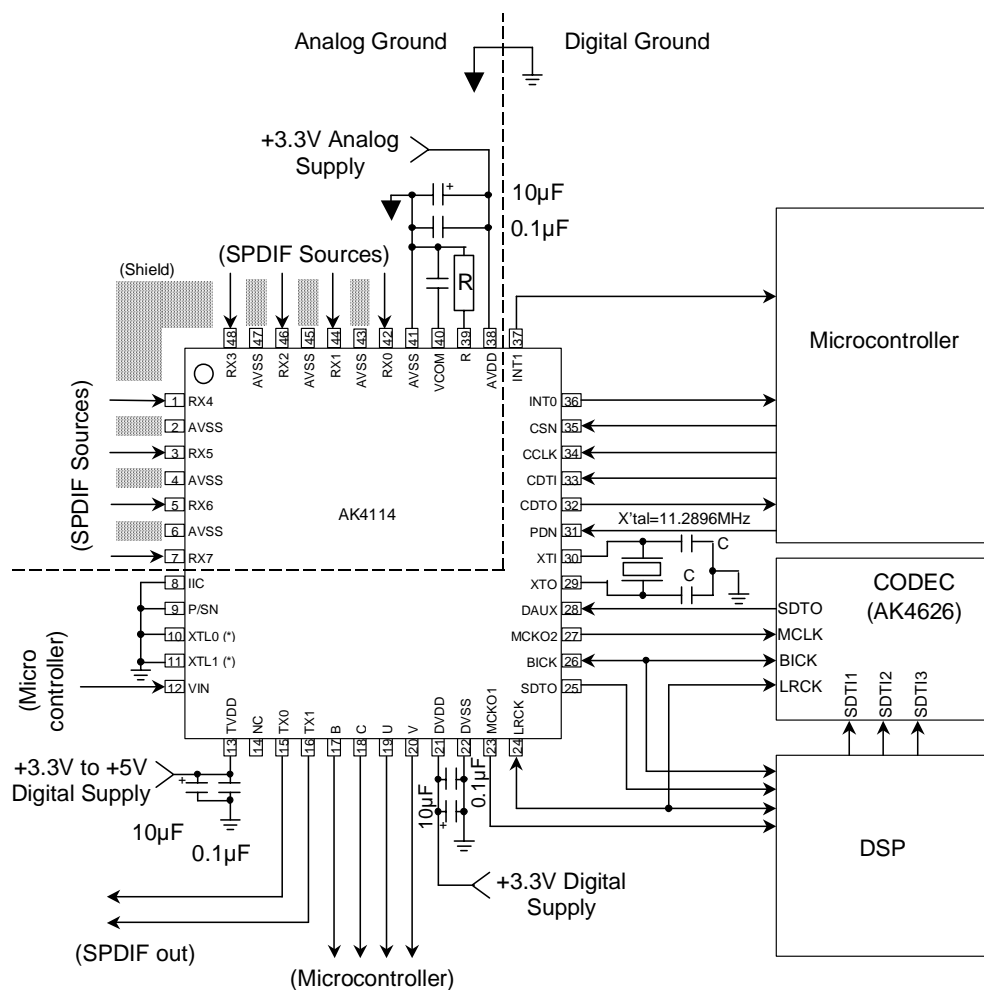 Analog Ground
Digital Ground
+3.3V Analog
Supply
10µF
0.1µF
(SPDIF Sources)
(Shield)
R
48
47
46
45
44
43
42
41
40
39
38
37
RX3
AVSS
RX2
AVSS
RX1
AVSS
RX0
AVSS
VCOM
R
AVDD
INT1
Microcontroller
(SPDIF Sources)
1 RX4
2 AVSS
3 RX5
4 AVSS
5 RX6
6 AVSS
7 RX7
8 IIC
9 P/SN
10 XTL0 (*)
11 XTL1 (*)
12 VIN
AK4114
INT0 36
CSN 35
CCLK 34
CDTI 33
CDTO 32
PDN 31
XTI 30
XTO 29
DAUX 28
MCKO2 27
BICK 26
SDTO 25
X'tal=11.2896MHz
C
C
CODEC
(AK4626)
SDTO
MCLK
BICK
LRCK
SDTI1
SDTI2
SDTI3
(Micro
controller)
TVDD
NC
TX0
TX1
B
C
U
V
DVDD
DVSS
MCKO1
LRCK
13
14
15
16
17
18
19
20
21
22
23
24
+3.3V to +5V
Digital Supply
10µF
0.1µF
10µF
0.1µF
DSP
+3.3V Digital
Supply
(SPDIF out)
(Microcontroller)